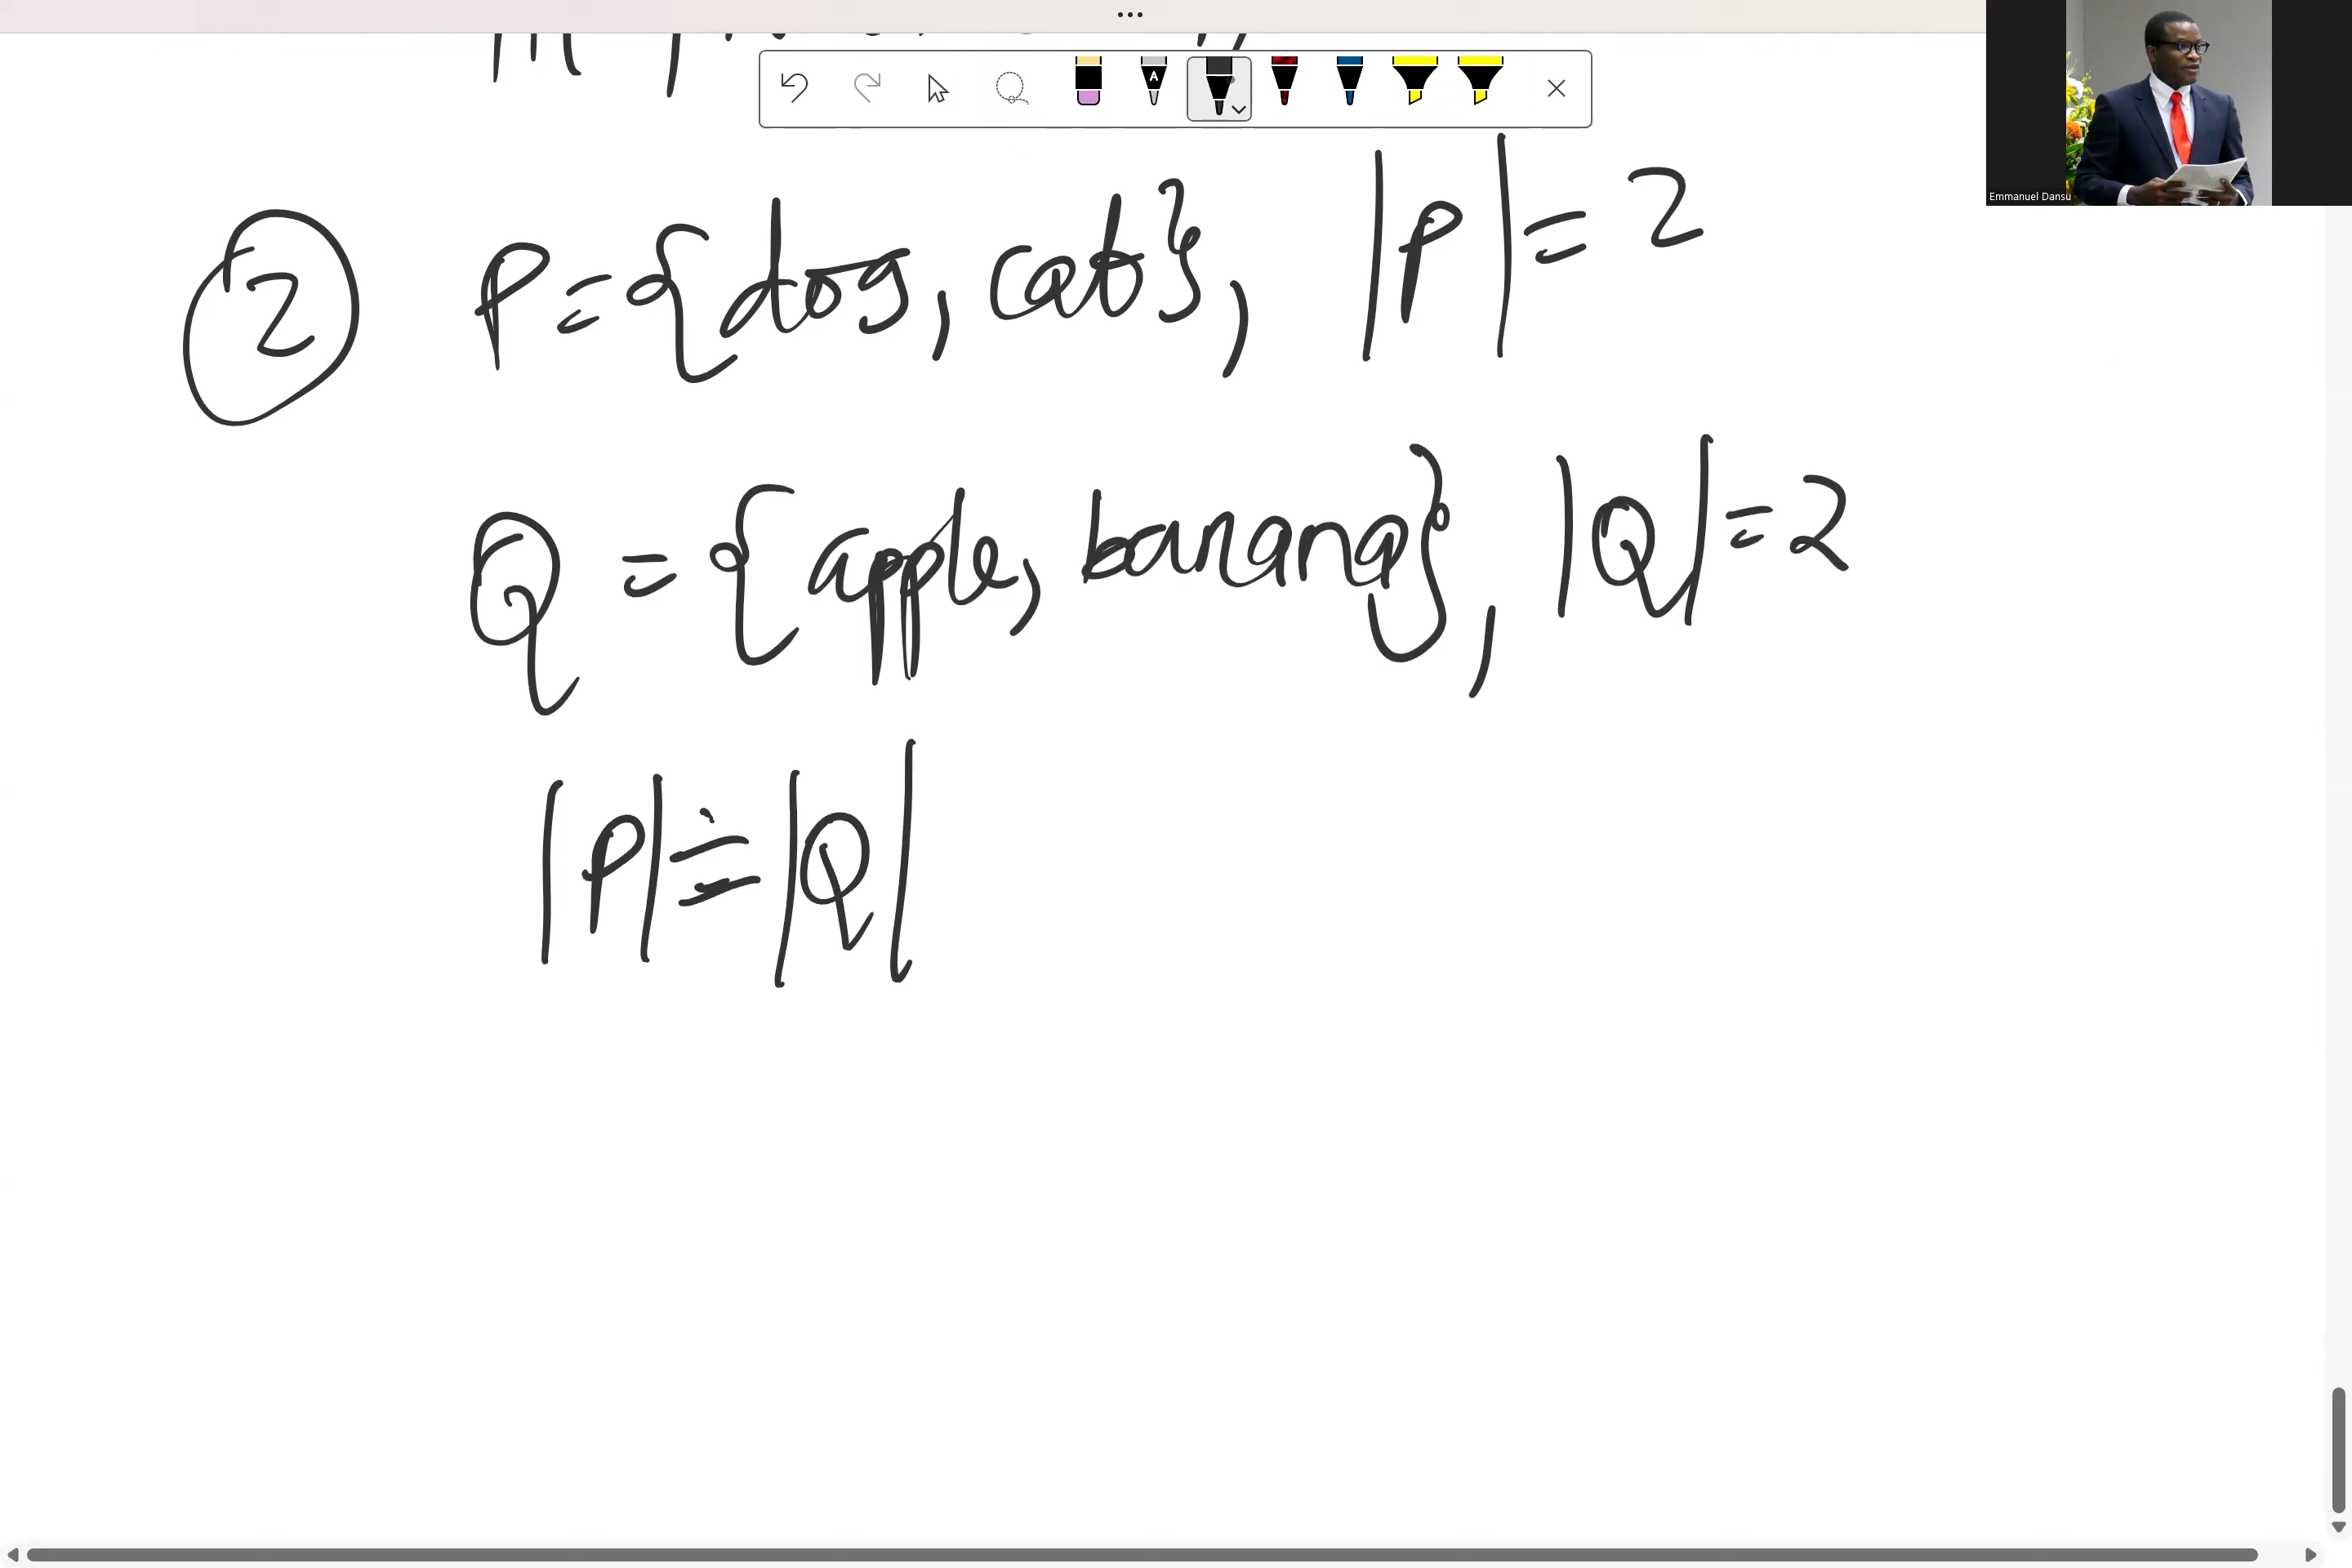 A
Emmanuel Dansu
② P = {dog, cat}, |P| = 2
Q = {apple, banana}, |Q| = 2
|P| = |Q|